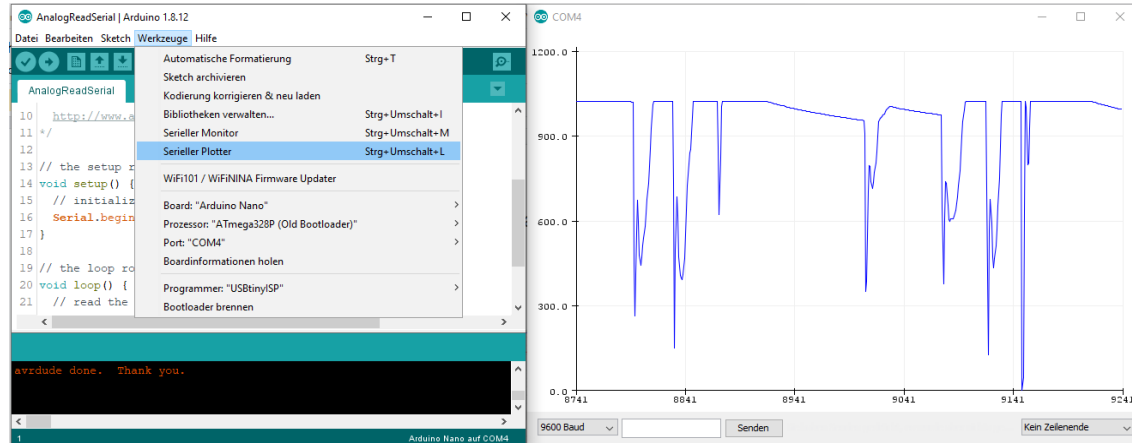 AnalogReadSerial | Arduino 1.8.12
Datei Bearbeiten Sketch Werkzeuge Hilfe
AnalogReadSerial
Automatische Formatierung Strg+T
Sketch archivieren
Kodierung korrigieren & neu laden
Bibliotheken verwalten... Strg+Umschalt+I
Serieller Monitor Strg+Umschalt+M
Serieller Plotter Strg+Umschalt+L
WiFi101 / WiFiNINA Firmware Updater
Board: "Arduino Nano"
Prozessor: "ATmega328P (Old Bootloader)"
Port: "COM4"
Boardinformationen holen
Programmer: "USBtinyISP"
Bootloader brennen
10 http://www.a
11 */
12
13 // the setup r
14 void setup() {
15 // initializ
16 Serial.begin
17 }
18
19 // the loop ro
20 void loop() {
21 // read the
avrdude done. Thank you.
1 Arduino Nano auf COM4
COM4
1200.0
900.0
600.0
300.0
0.0
8741 8841 8941 9041 9141 9241
9600 Baud Senden Kein Zeilenende